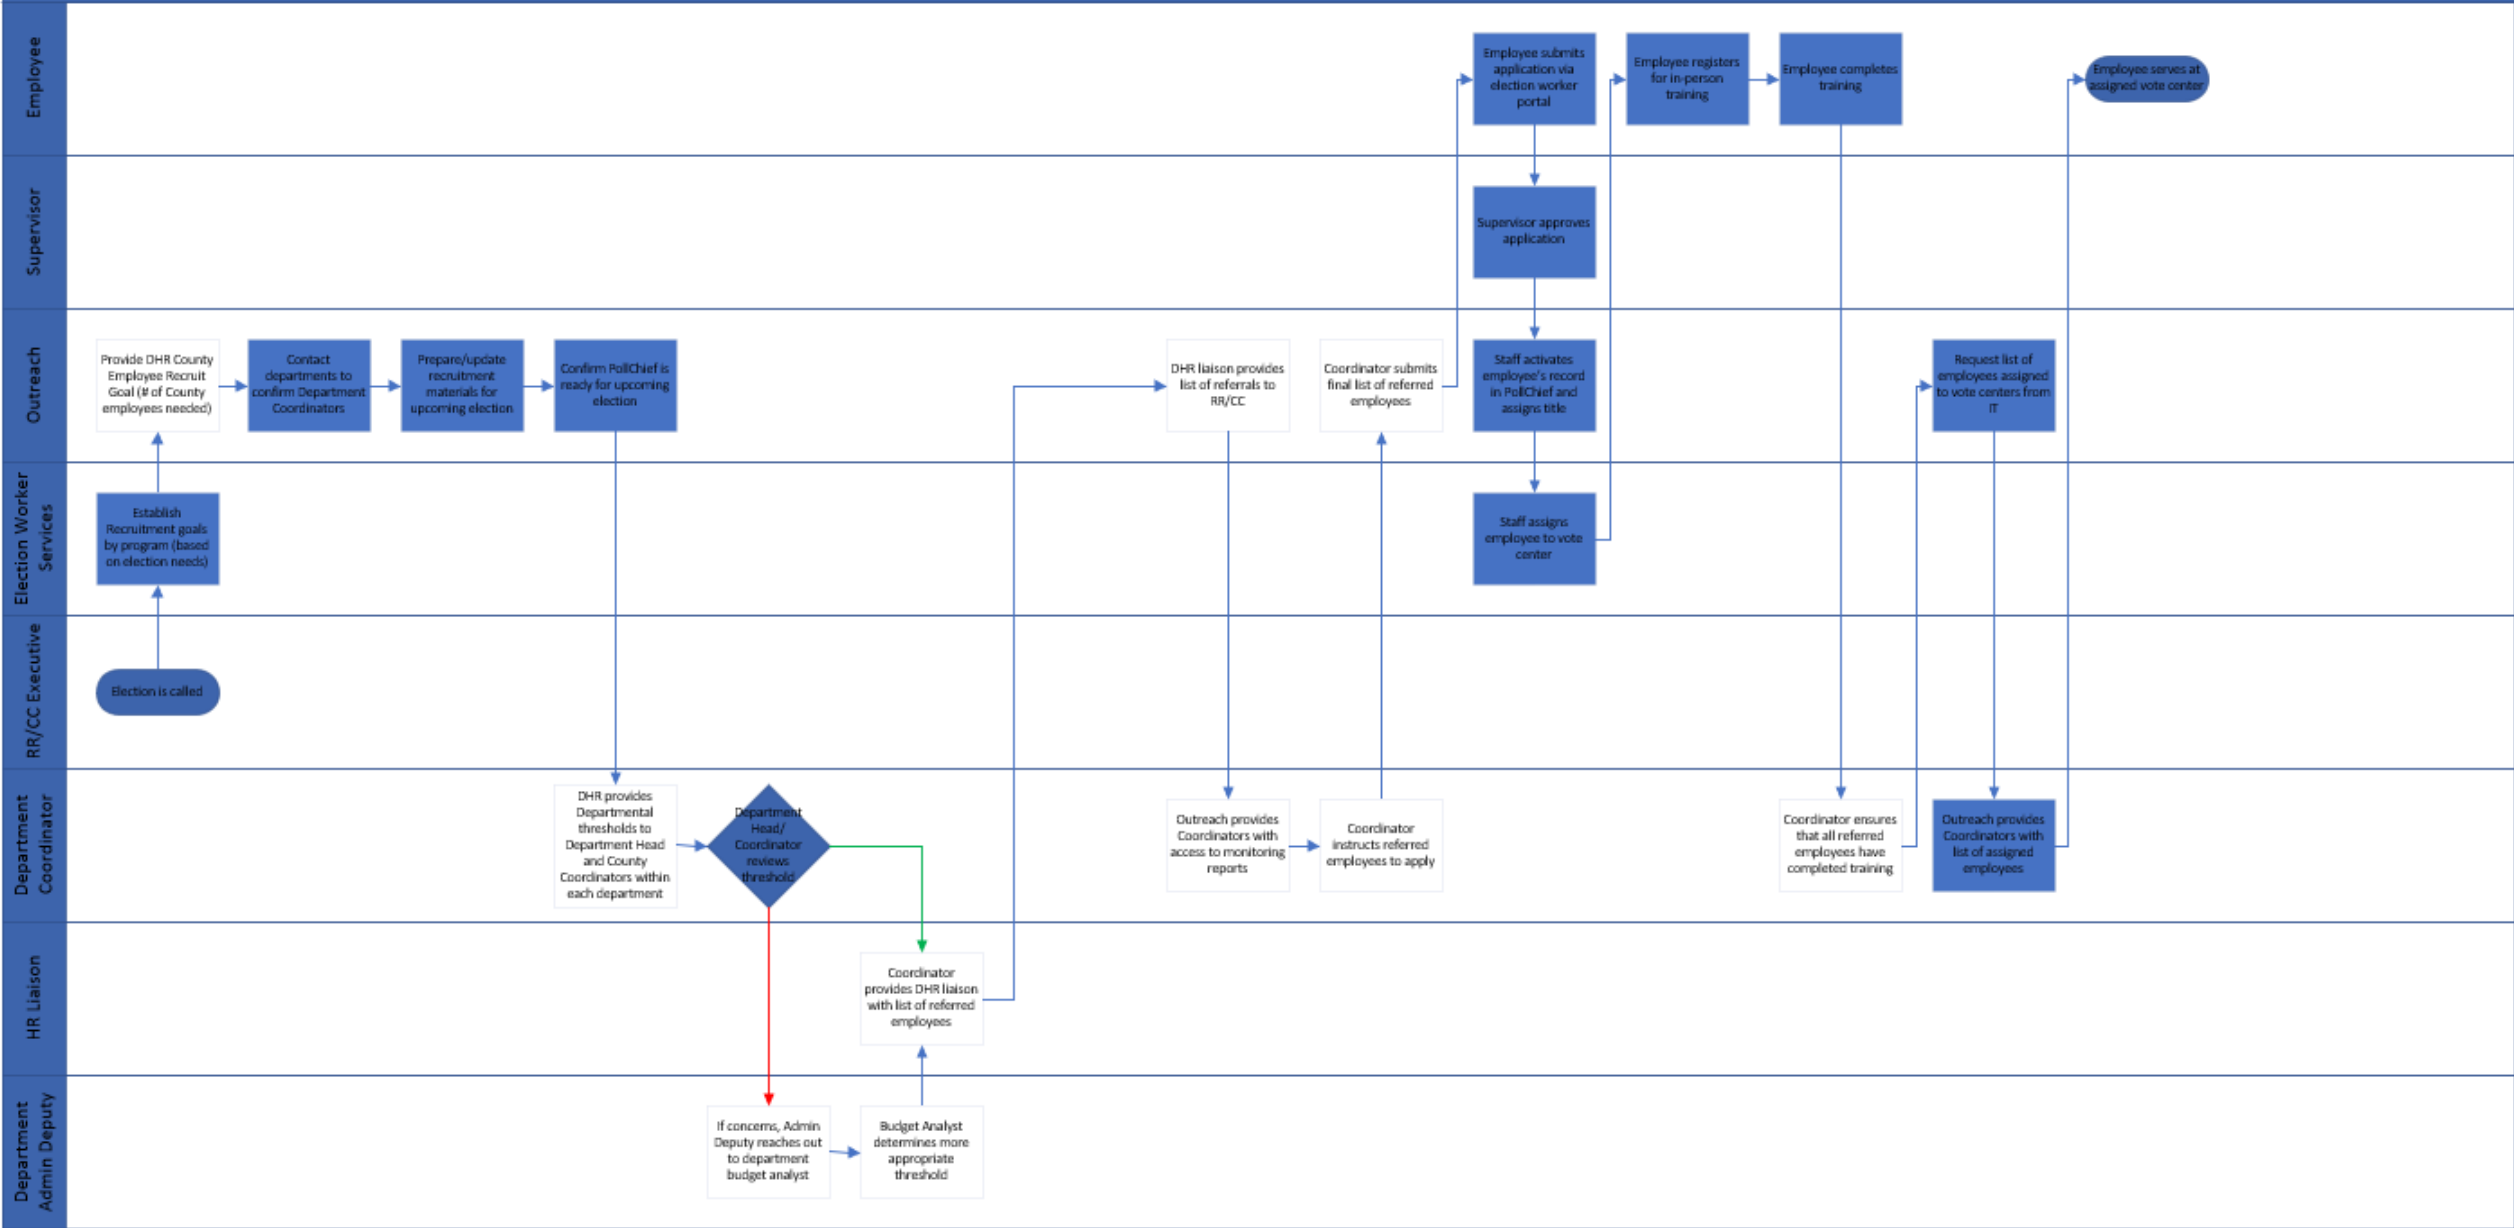 Employee
Employee submits
application via
election worker
portal
Employee registers
for in-person
training
Employee completes
training
Employee serves at
assigned vote center
Supervisor
Supervisor approves
application
Outreach
Provide DHR County
Employee Recruit
Goal (# of County
employees needed)
Contact
departments to
confirm Department
Coordinators
Prepare/update
recruitment
materials for
upcoming election
Confirm PollChief is
ready for upcoming
election
DHR liaison provides
list of referrals to
RR/CC
Coordinator submits
final list of referred
employees
Staff activates
employee's record
in PollChief and
assigns title
Request list of
employees assigned
to vote centers from
IT
Election Worker
Services
Establish
Recruitment goals
by program (based
on election needs)
Staff assigns
employee to vote
center
RR/CC Executive
Election is called
Department
Coordinator
DHR provides
Departmental
thresholds to
Department Head
and County
Coordinators within
each department
Department
Head/
Coordinator
reviews
threshold
Outreach provides
Coordinators with
access to monitoring
reports
Coordinator
instructs referred
employees to apply
Coordinator ensures
that all referred
employees have
completed training
Outreach provides
Coordinators with
list of assigned
employees
HR Liaison
Coordinator
provides DHR liaison
with list of referred
employees
Department
Admin Deputy
If concerns, Admin
Deputy reaches out
to department
budget analyst
Budget Analyst
determines more
appropriate
threshold